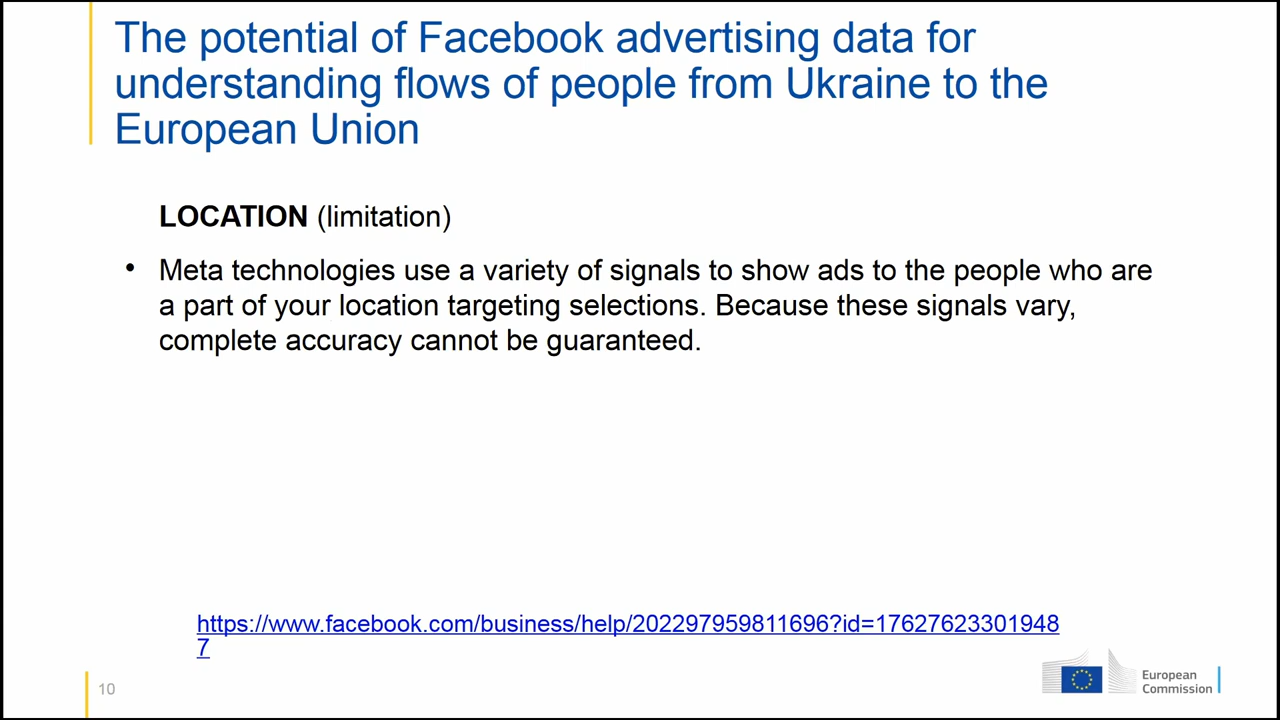 The potential of Facebook advertising data for
understanding flows of people from Ukraine to the
European Union
LOCATION (limitation)
• Meta technologies use a variety of signals to show ads to the people who are
a part of your location targeting selections. Because these signals vary,
complete accuracy cannot be guaranteed.
https://www.facebook.com/business/help/202297959811696?id=17627623301948
7
10
European
Commission